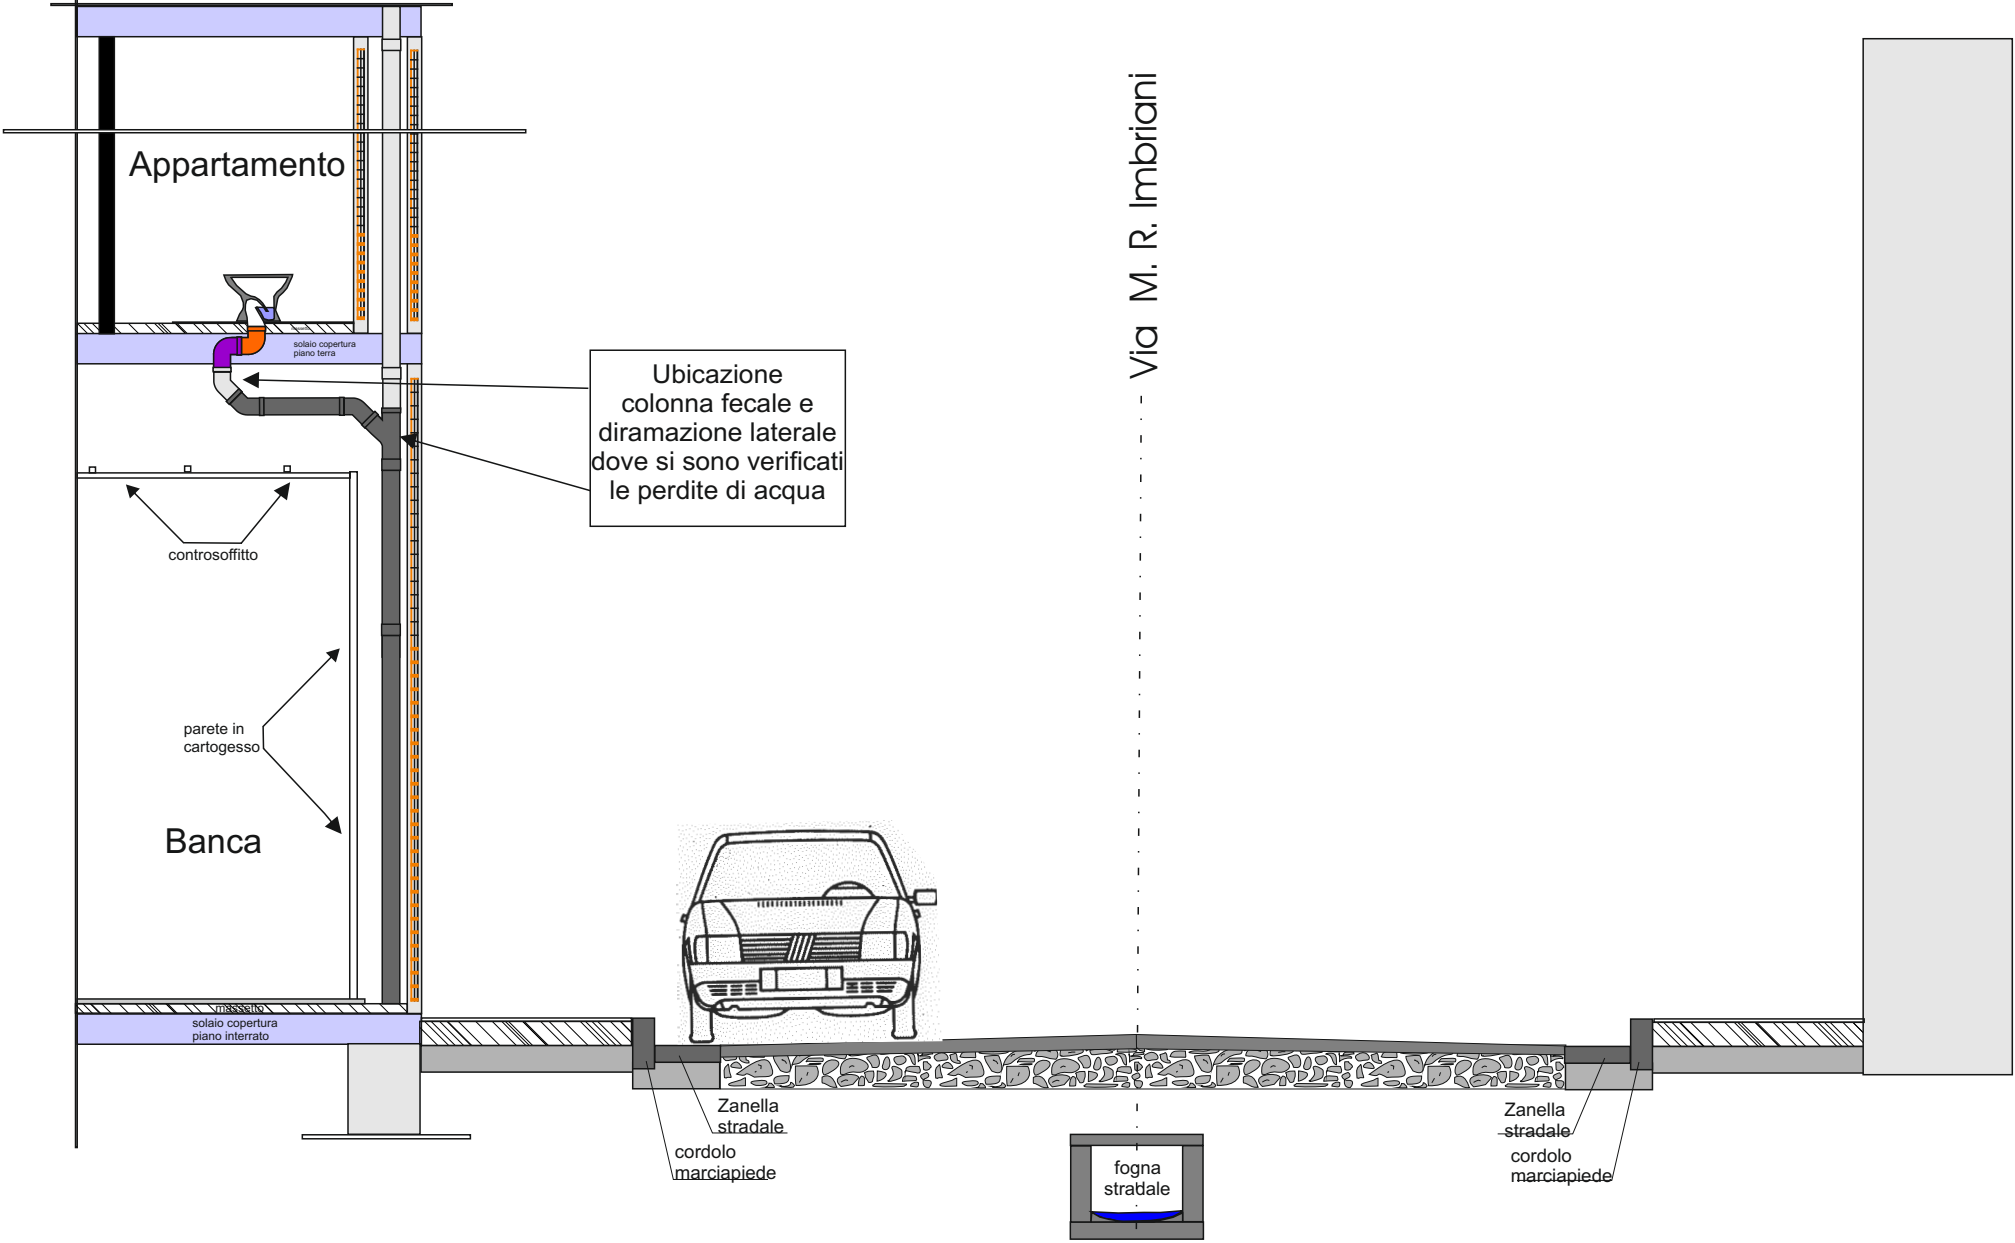 Appartamento
massetto
solaio copertura
piano terra
Ubicazione
colonna fecale e
diramazione laterale
dove si sono verificati
le perdite di acqua
controsoffitto
parete in
cartogesso
Banca
massetto
solaio copertura
piano interrato
Via M. R. Imbriani
Zanella
stradale
cordolo
marciapiede
fogna
stradale
Zanella
stradale
cordolo
marciapiede